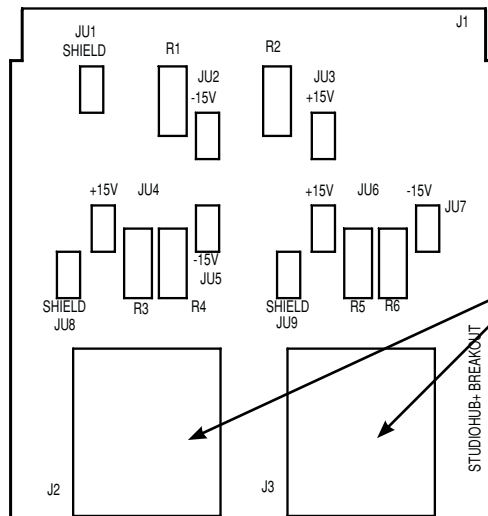 J1
JU1
SHIELD
R1
R2
JU2
-15V
JU3
+15V
+15V
JU4
+15V
JU6
-15V
JU7
-15V
JU5
SHIELD
JU8
R3
R4
SHIELD
JU9
R5
R6
STUDIOHUB+ BREAKOUT
J2
J3